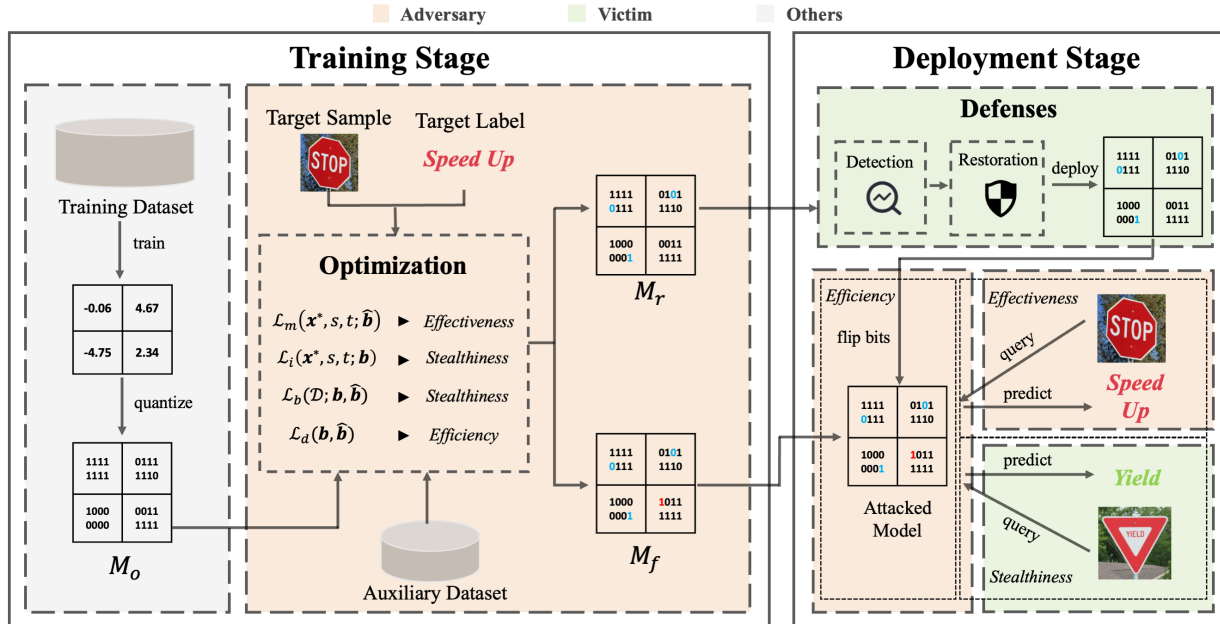 Adversary
Victim
Others
Training Stage
Training Dataset
train
-0.06 4.67
-4.75 2.34
quantize
1111 0111
1111 1110
1000 0011
0000 1111
M_o
Target Sample
STOP
Target Label
Speed Up
Optimization
ℒ_m(x*, s, t; b̂) ► Effectiveness
ℒ_i(x*, s, t; b) ► Stealthiness
ℒ_b(𝒟; b, b̂) ► Stealthiness
ℒ_d(b, b̂) ► Efficiency
Auxiliary Dataset
1111 0101
0111 1110
1000 0011
0001 1111
M_r
1111 0101
0111 1110
1000 1011
0001 1111
M_f
Deployment Stage
Defenses
Detection
Restoration
deploy
1111 0101
0111 1110
1000 0011
0001 1111
Efficiency
flip bits
1111 0101
0111 1110
1000 1011
0001 1111
Attacked
Model
Effectiveness
STOP
query
predict
Speed
Up
predict
Yield
query
YIELD
Stealthiness